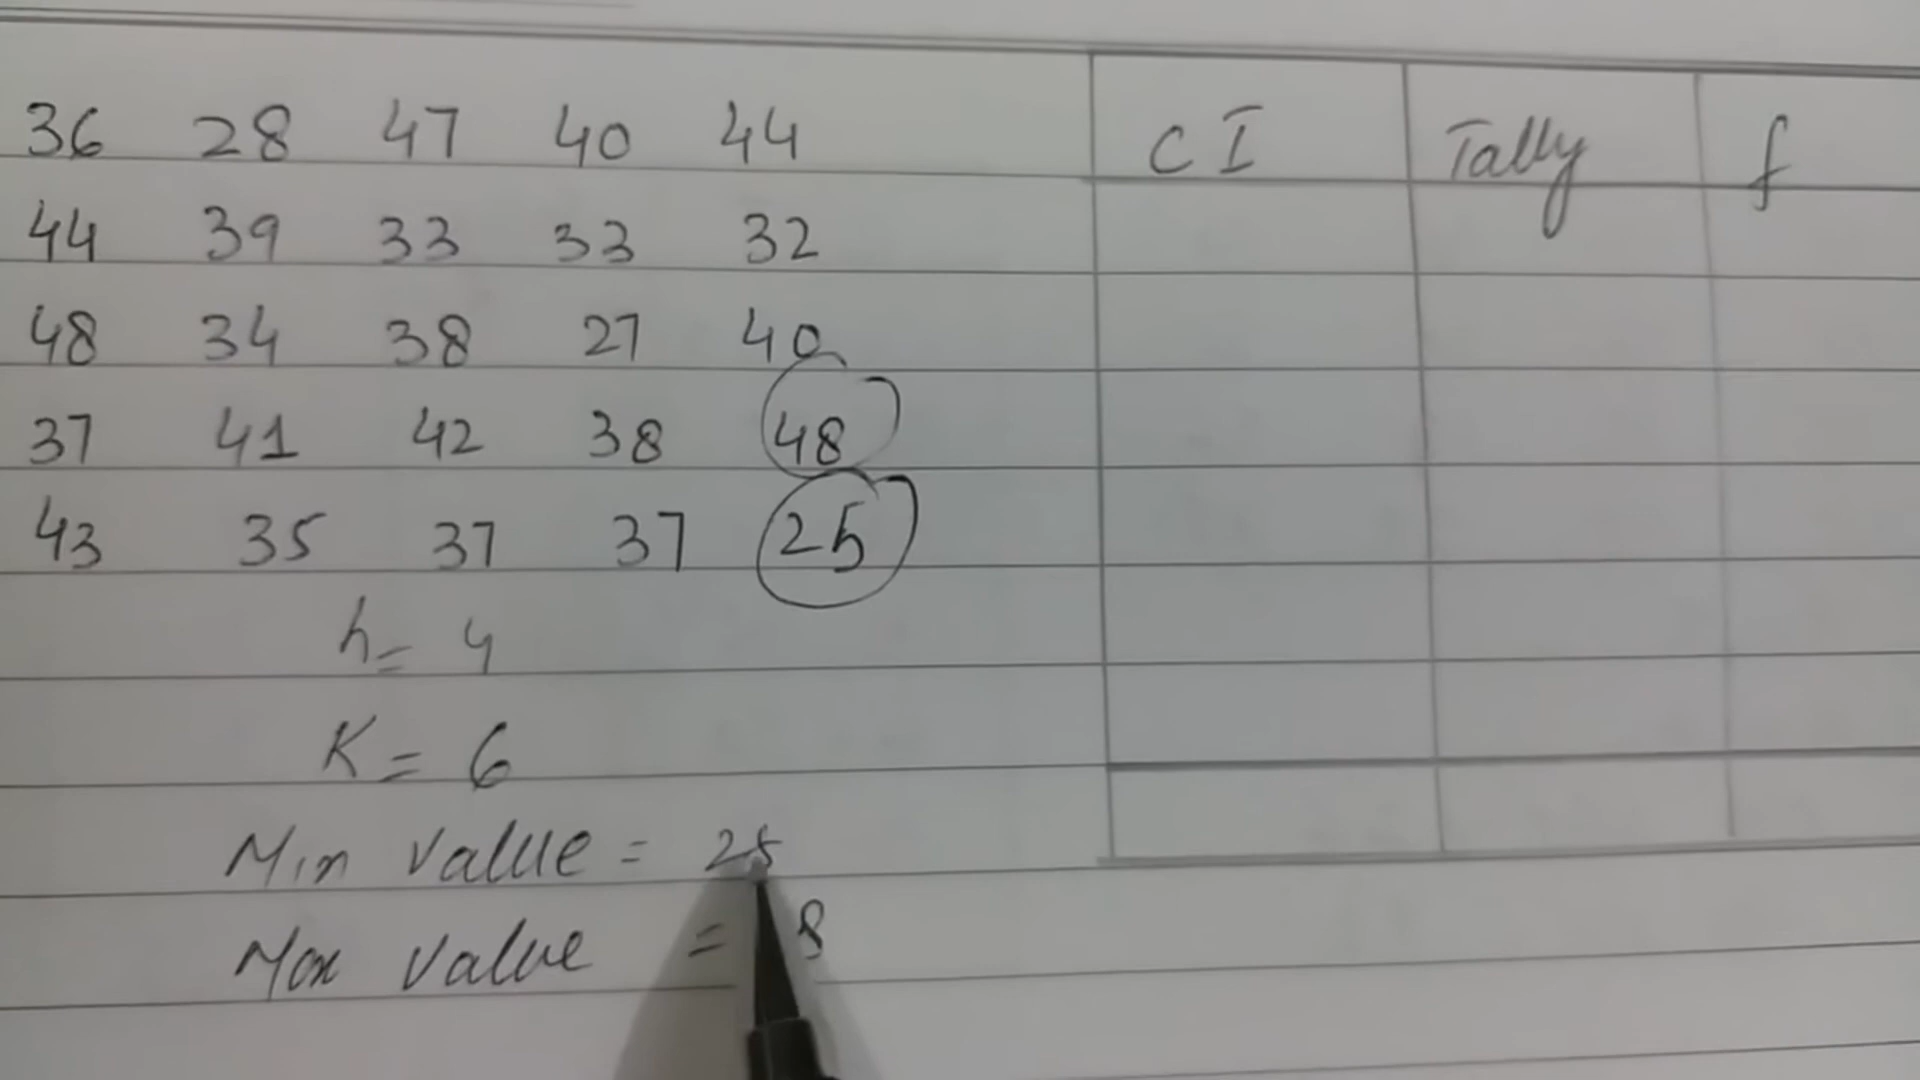 36 28 47 40 44
44 39 33 33 32
48 34 38 27 40
37 41 42 38 48
43 35 37 37 25
h = 4
K = 6
Min value = 25
Max value = 8
CI Tally f